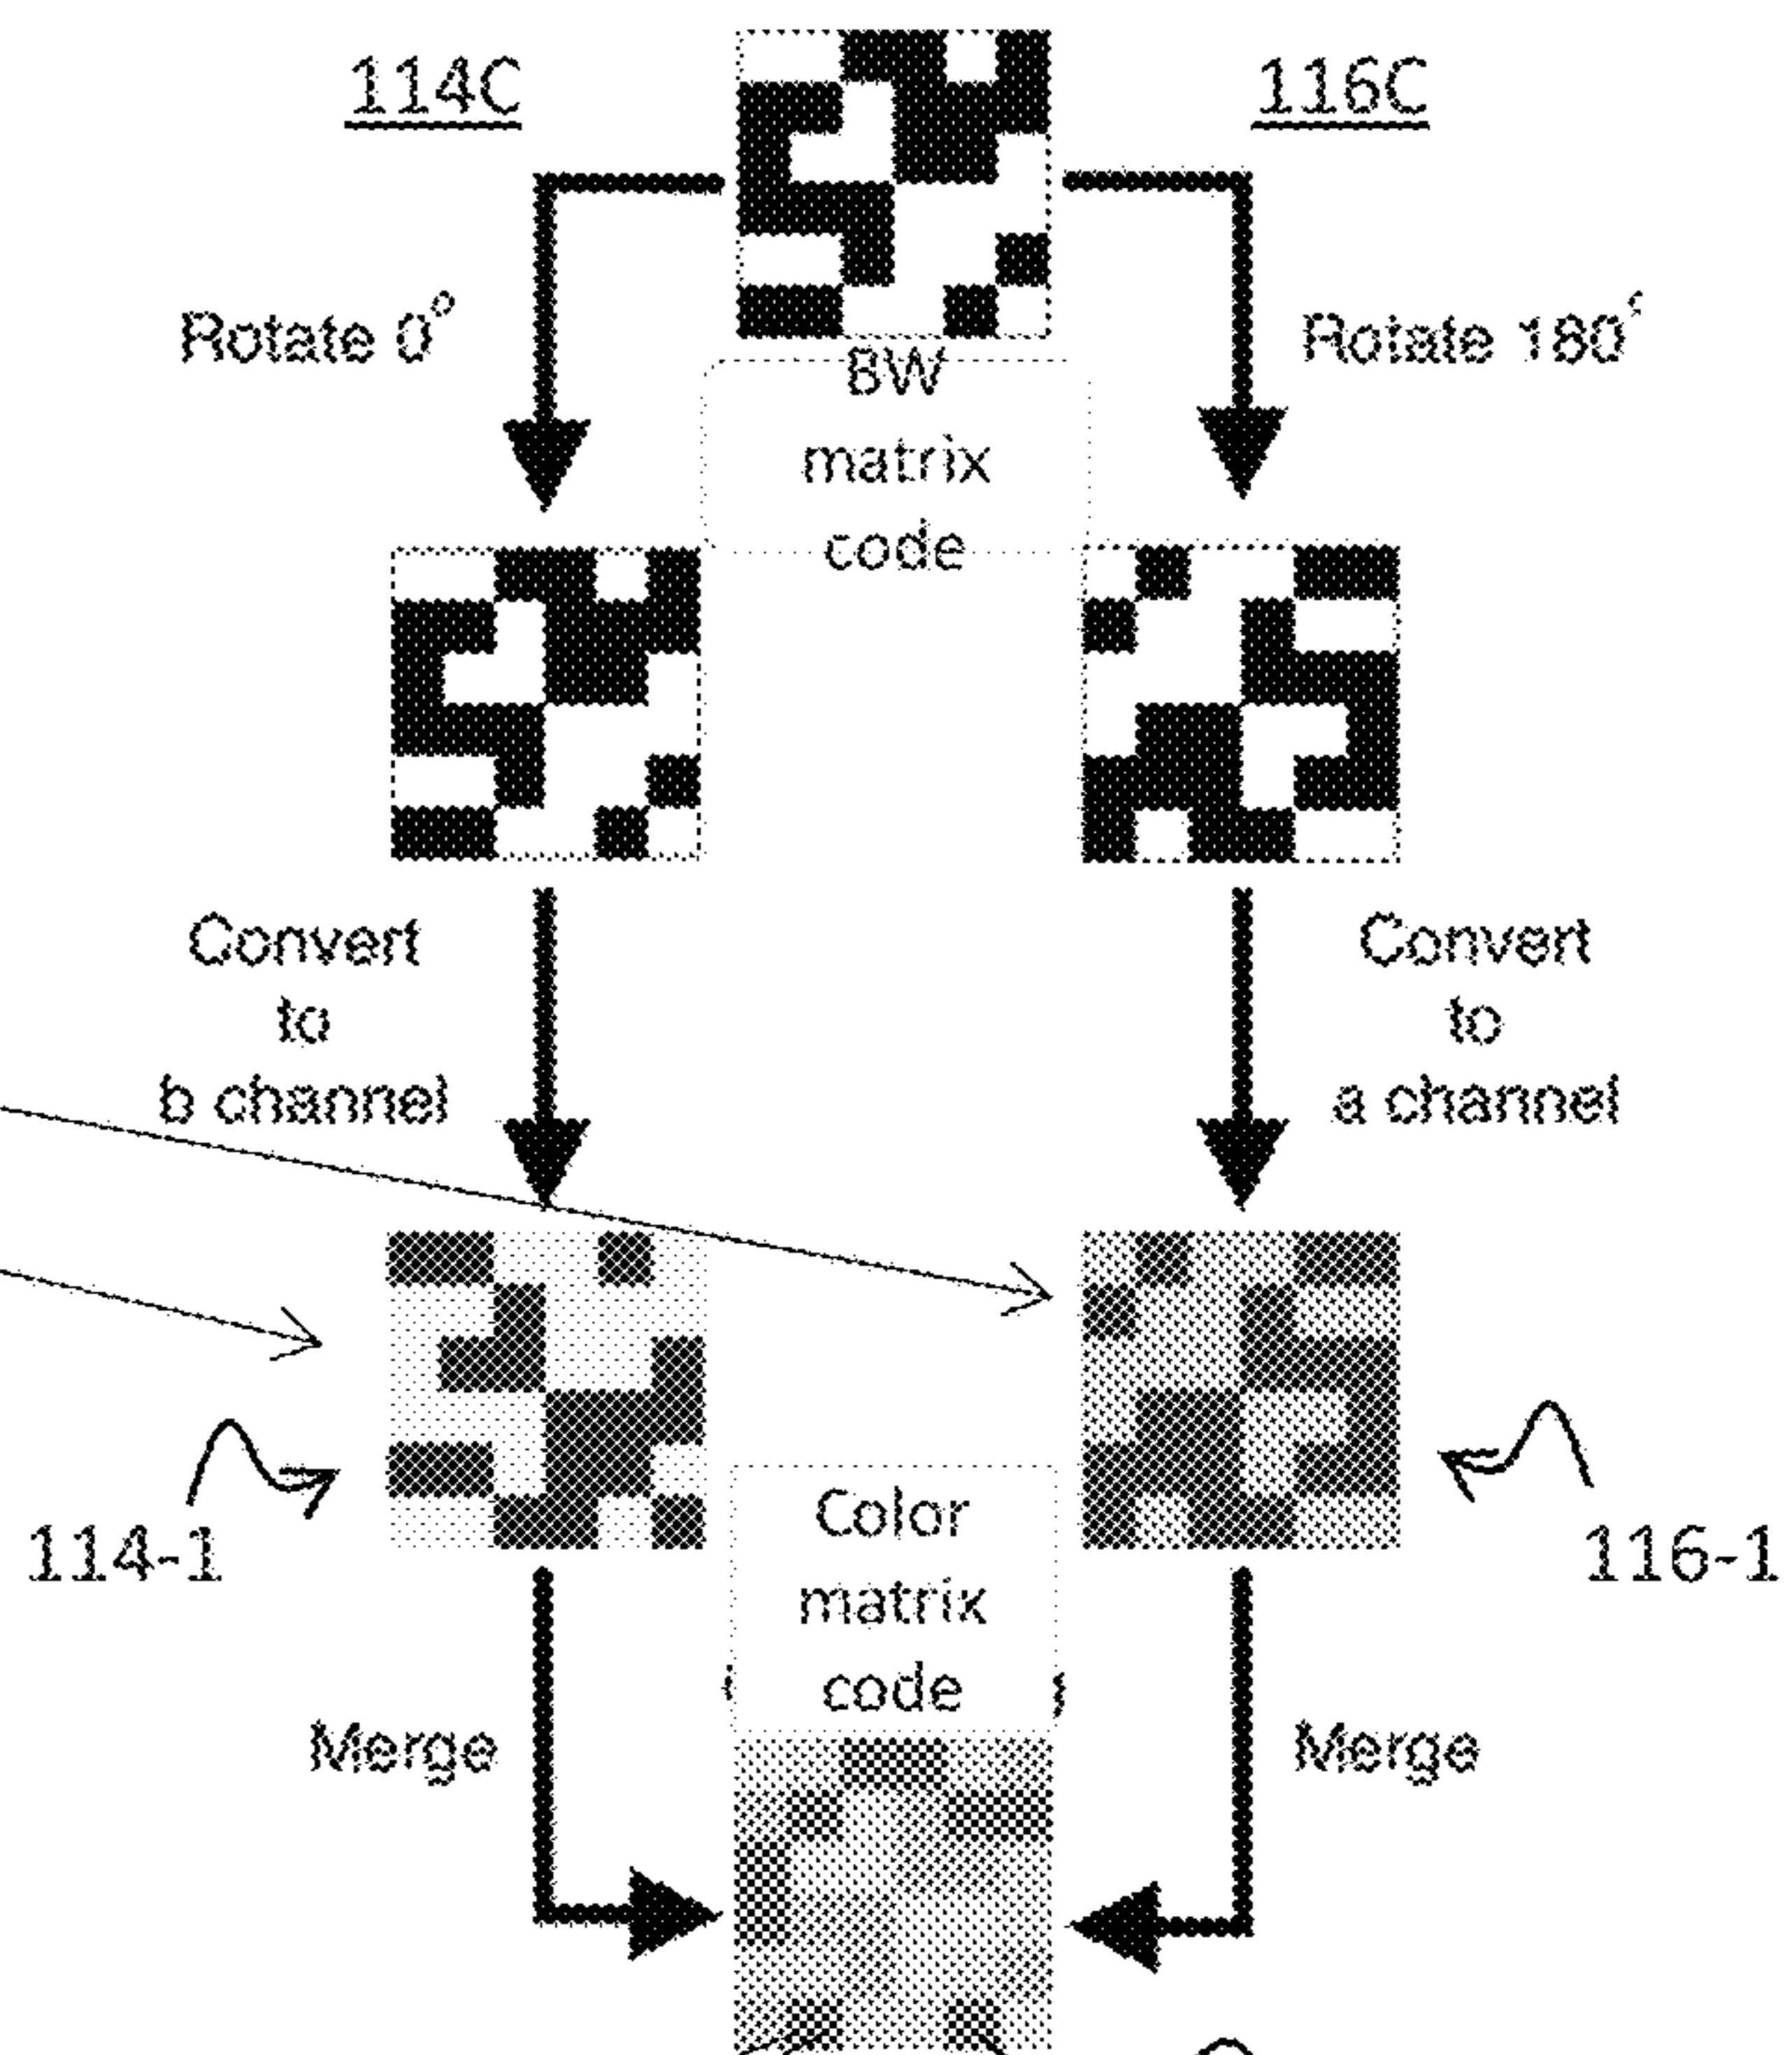 114C
116C
Rotate 0°
Rotate 180°
BW
matrix
code
Convert
to
b channel
Convert
to
a channel
114-1
116-1
Color
matrix
code
Merge
Merge